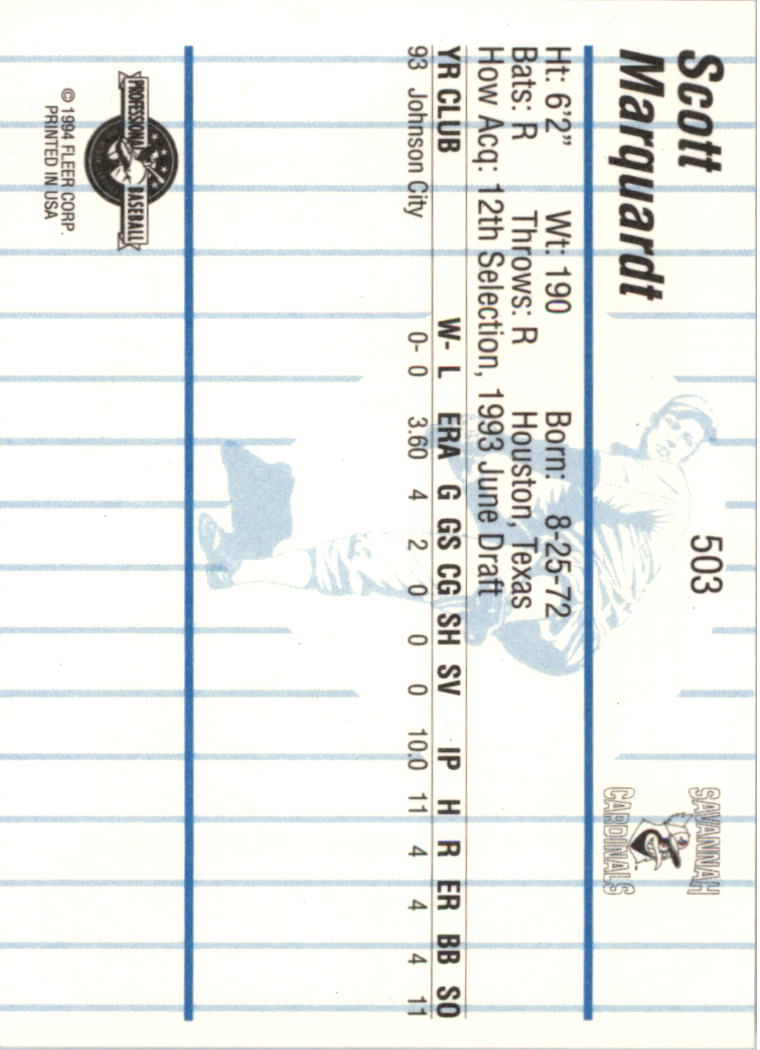 Scott
Marquardt
503
SAVANNAH
CARDINALS
Ht: 6'2" Wt: 190 Born: 8-25-72
Bats: R Throws: R Houston, Texas
How Acq: 12th Selection, 1993 June Draft
YR CLUB W- L ERA G GS CG SH SV IP H R ER BB SO
93 Johnson City 0- 0 3.60 4 2 0 0 0 10.0 11 4 4 4 11
PROFESSIONAL BASEBALL
© 1994 FLEER CORP.
PRINTED IN USA